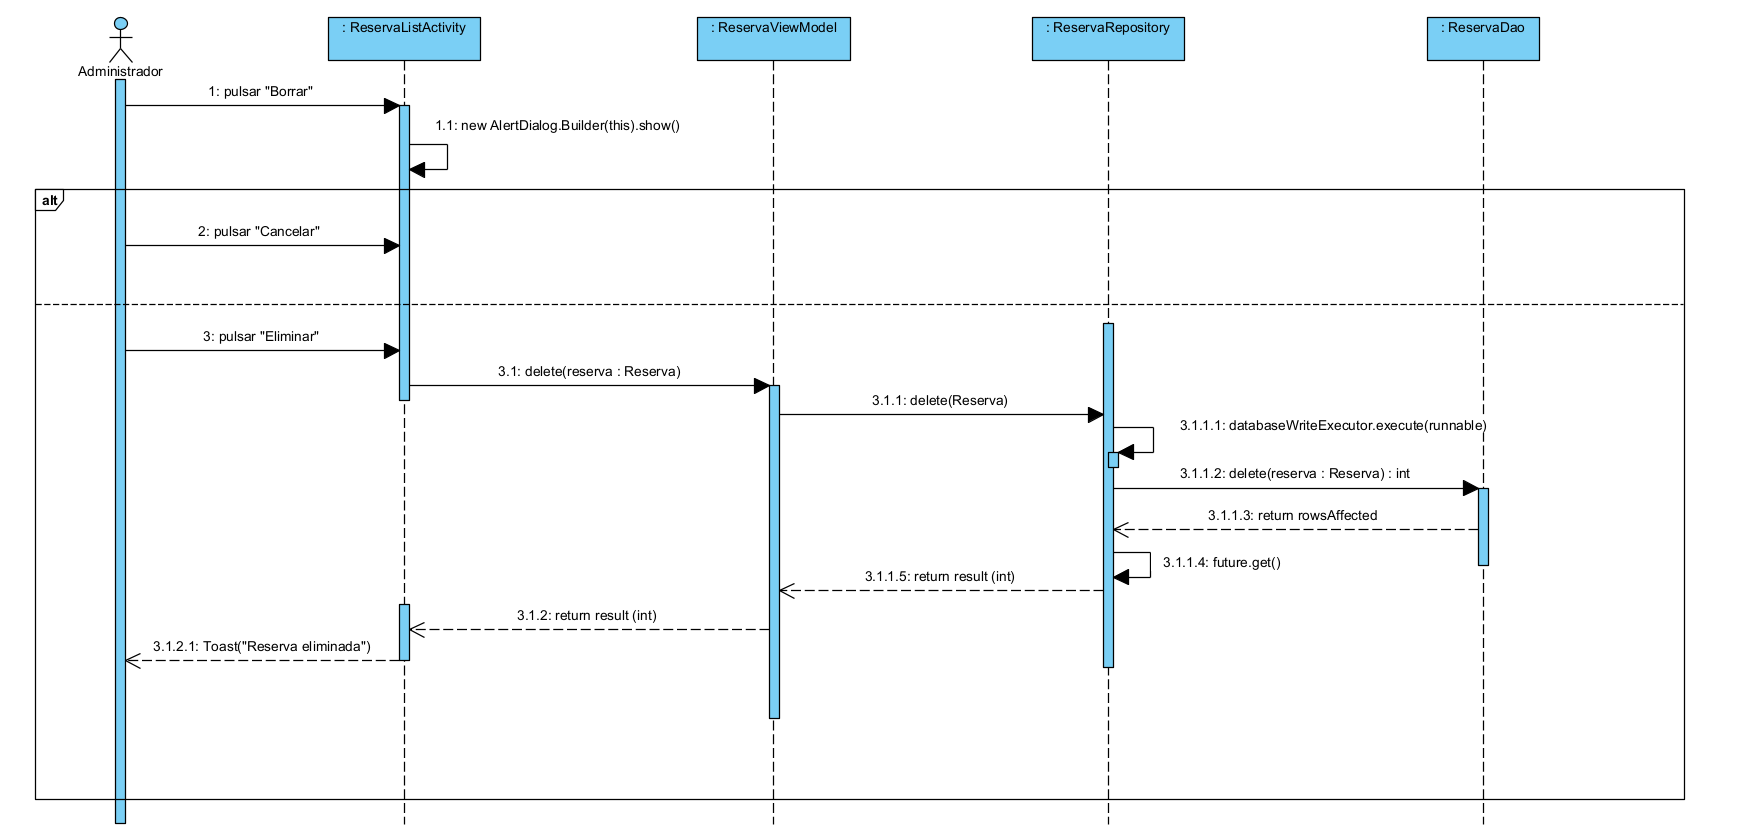 : ReservaListActivity
: ReservaViewModel
: ReservaRepository
: ReservaDao
Administrador
1: pulsar "Borrar"
1.1: new AlertDialog.Builder(this).show()
alt
2: pulsar "Cancelar"
3: pulsar "Eliminar"
3.1: delete(reserva : Reserva)
3.1.1: delete(Reserva)
3.1.1.1: databaseWriteExecutor.execute(runnable)
3.1.1.2: delete(reserva : Reserva) : int
3.1.1.3: return rowsAffected
3.1.1.4: future.get()
3.1.1.5: return result (int)
3.1.2: return result (int)
3.1.2.1: Toast("Reserva eliminada")